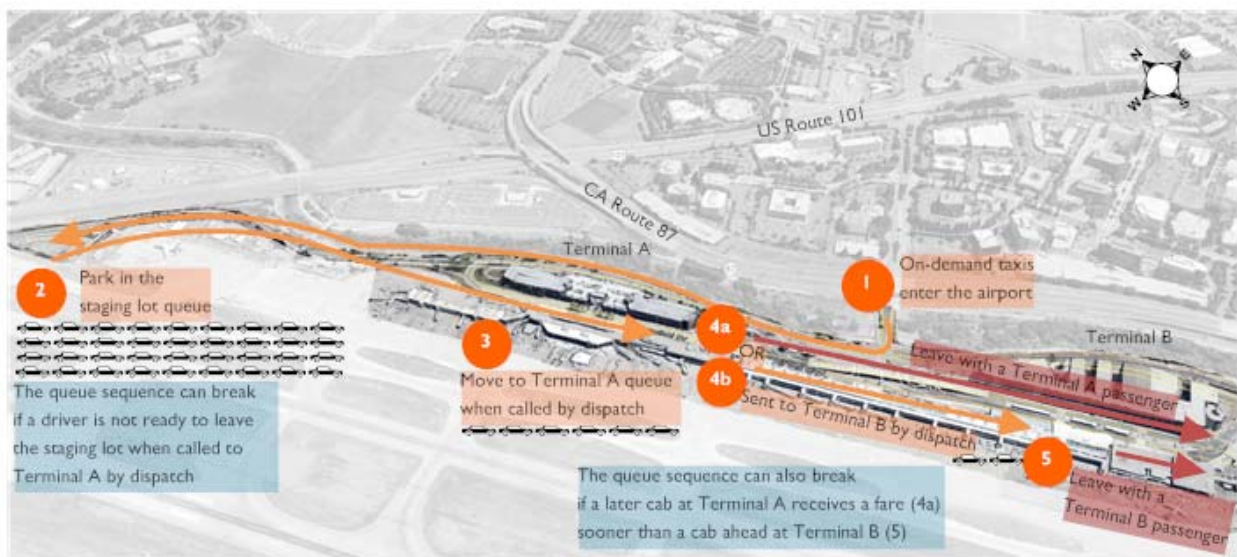 N
E
W
S
US Route 101
CA Route 87
Terminal A
1
On-demand taxis
enter the airport
2
Park in the
staging lot queue
The queue sequence can break
if a driver is not ready to leave
the staging lot when called to
Terminal A by dispatch
3
Move to Terminal A queue
when called by dispatch
4a
OR
4b
Sent to Terminal B by dispatch
Terminal B
Leave with a Terminal A passenger
5
Leave with a
Terminal B passenger
The queue sequence can also break
if a later cab at Terminal A receives a fare (4a)
sooner than a cab ahead at Terminal B (5)